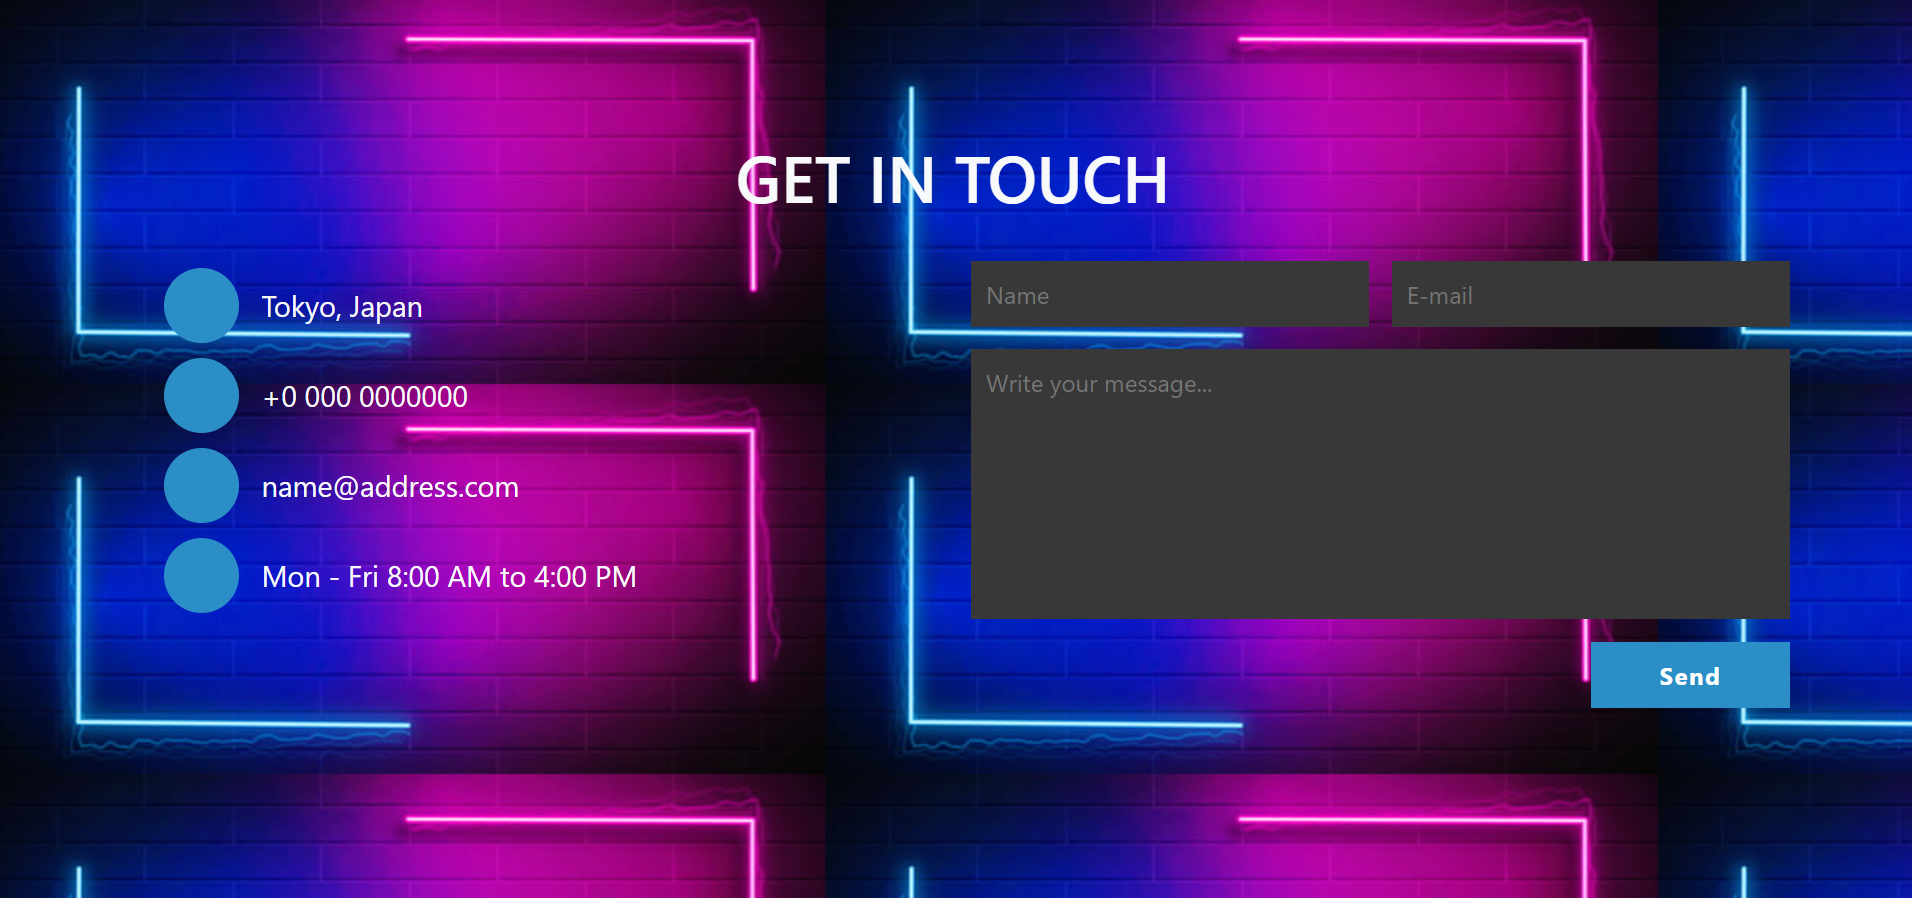 GET IN TOUCH
Tokyo, Japan
+0 000 0000000
name@address.com
Mon - Fri 8:00 AM to 4:00 PM
Name
E-mail
Write your message...
Send